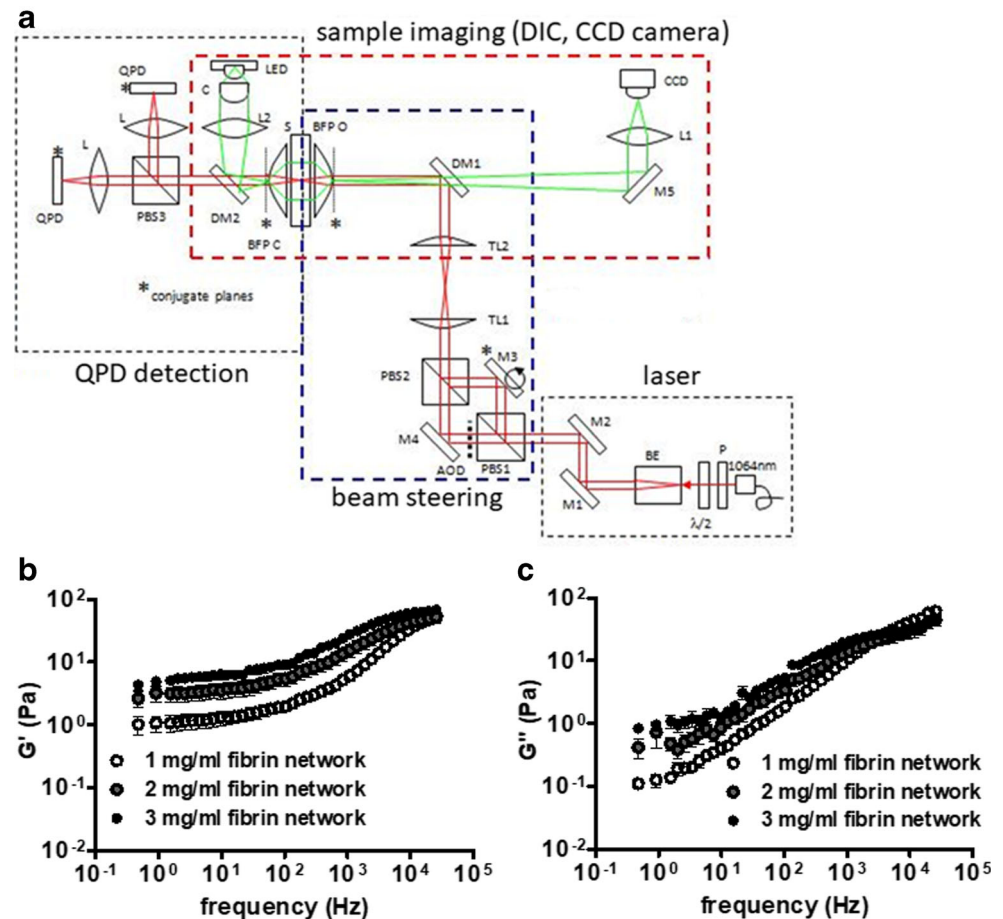 a
sample imaging (DIC, CCD camera)
QPD
LED
CCD
*
C
L
L2
S
BFP O
L1
*
L
DM1
M5
QPD
PBS3
DM2
*
*
BFP C
TL2
* conjugate planes
TL1
QPD detection
* M3
laser
PBS2
M4
M2
AOD
PBS1
BE
P
1064nm
beam steering
M1
λ/2
b
c
10²
10¹
10⁰
10⁻¹
10⁻²
G' (Pa)
1 mg/ml fibrin network
2 mg/ml fibrin network
3 mg/ml fibrin network
10⁻¹ 10⁰ 10¹ 10² 10³ 10⁴ 10⁵
frequency (Hz)
10²
10¹
10⁰
10⁻¹
10⁻²
G'' (Pa)
1 mg/ml fibrin network
2 mg/ml fibrin network
3 mg/ml fibrin network
10⁻¹ 10⁰ 10¹ 10² 10³ 10⁴ 10⁵
frequency (Hz)